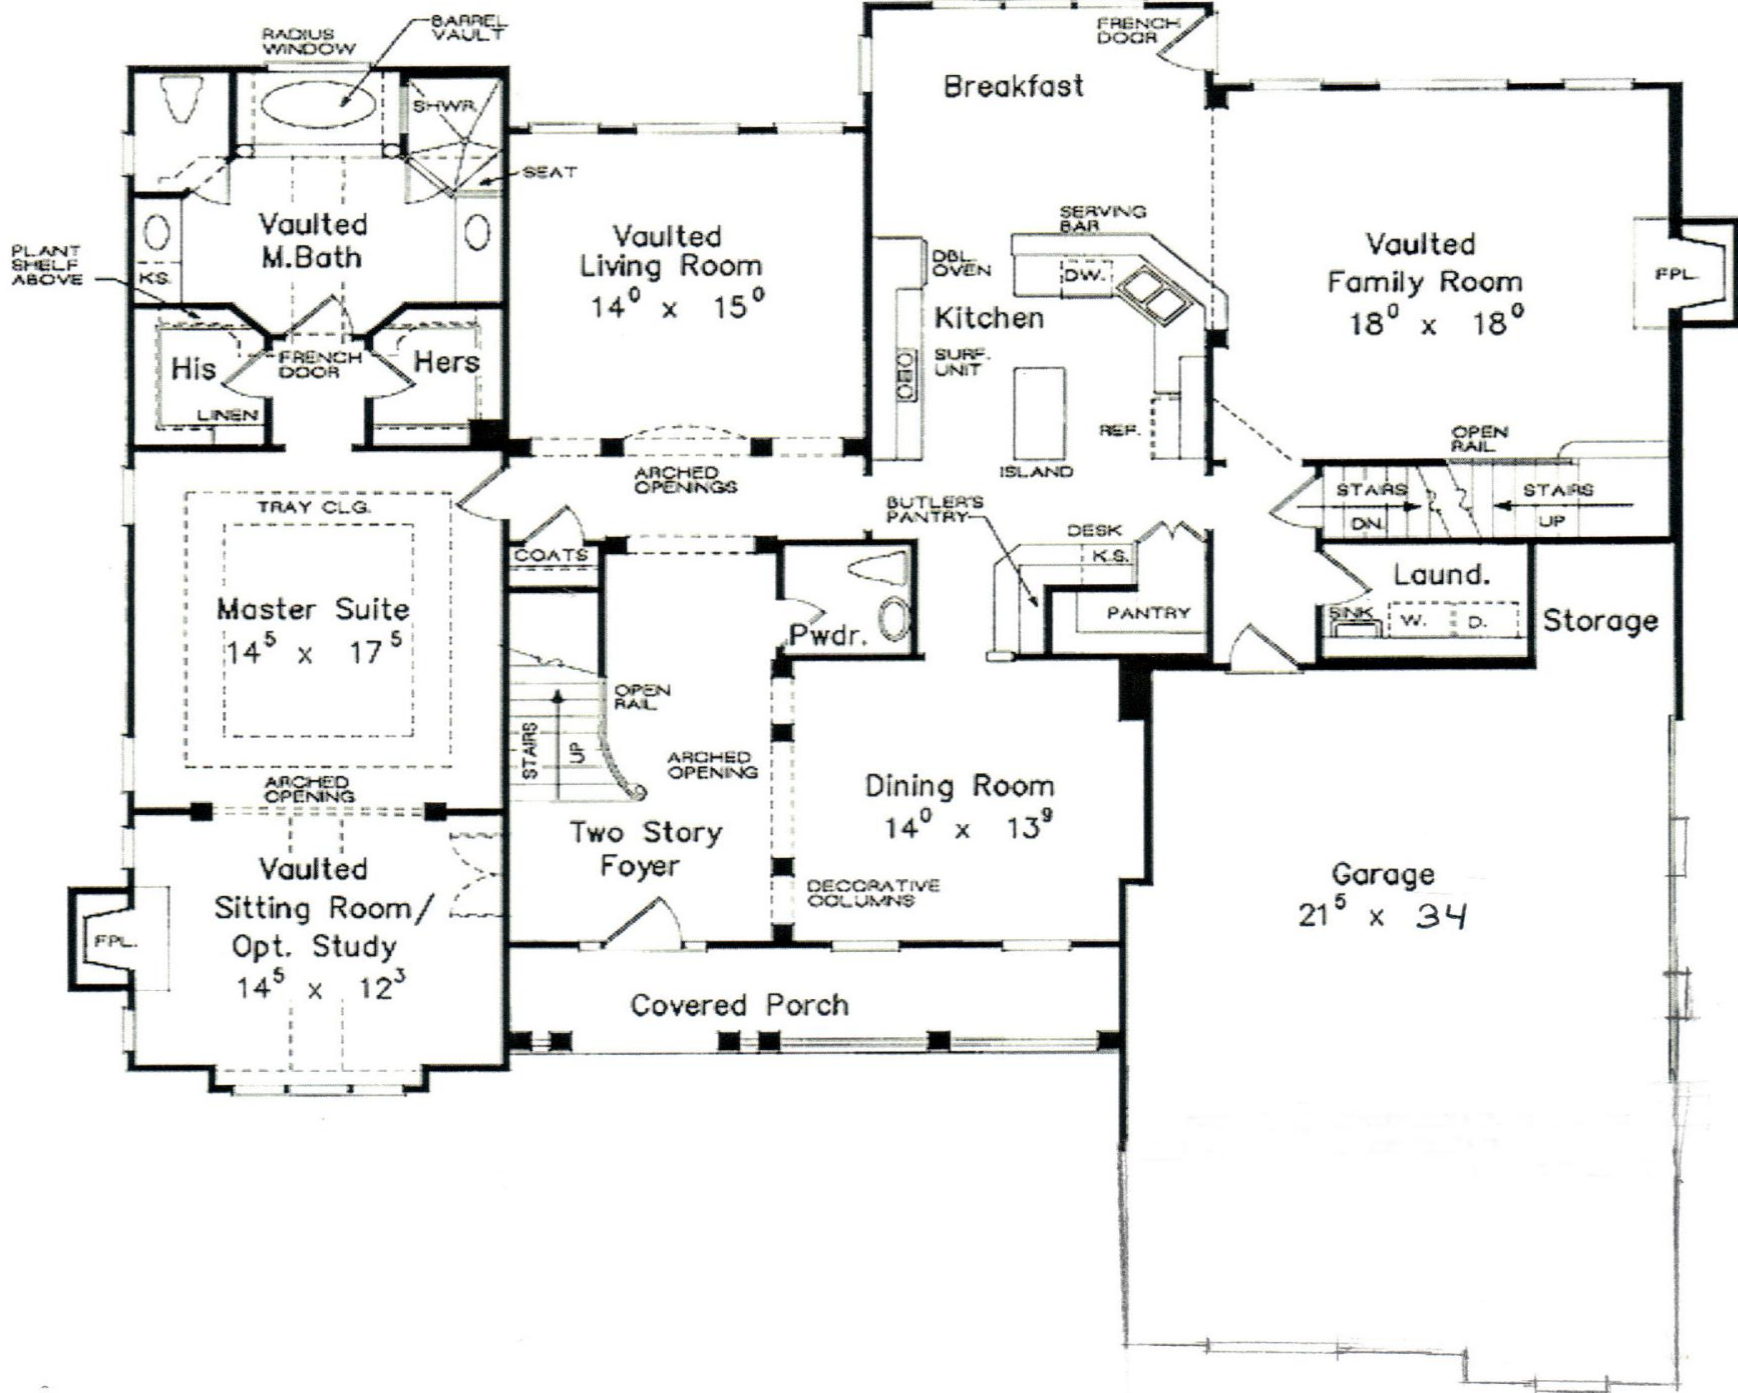 BARREL
VAULT
RADIUS
WINDOW
FRENCH
DOOR
Breakfast
SHWR.
SEAT
Vaulted
M.Bath
PLANT
SHELF
ABOVE
KS.
Vaulted
Living Room
14⁰ x 15⁰
SERVING
BAR
DBL.
OVEN
DW.
Kitchen
SURF.
UNIT
REF.
ISLAND
Vaulted
Family Room
18⁰ x 18⁰
FPL.
His
FRENCH
DOOR
Hers
LINEN
ARCHED
OPENINGS
OPEN
RAIL
STAIRS
DN.
STAIRS
UP
BUTLER'S
PANTRY
DESK
K.S.
PANTRY
TRAY CLG.
COATS
Master Suite
14⁵ x 17⁵
Pwdr.
Laund.
SINK
W.
D.
Storage
OPEN
RAIL
STAIRS
UP
ARCHED
OPENING
ARCHED
OPENING
Dining Room
14⁰ x 13⁹
Two Story
Foyer
DECORATIVE
COLUMNS
Vaulted
Sitting Room/
Opt. Study
14⁵ x 12³
FPL.
Garage
21⁵ x 34
Covered Porch